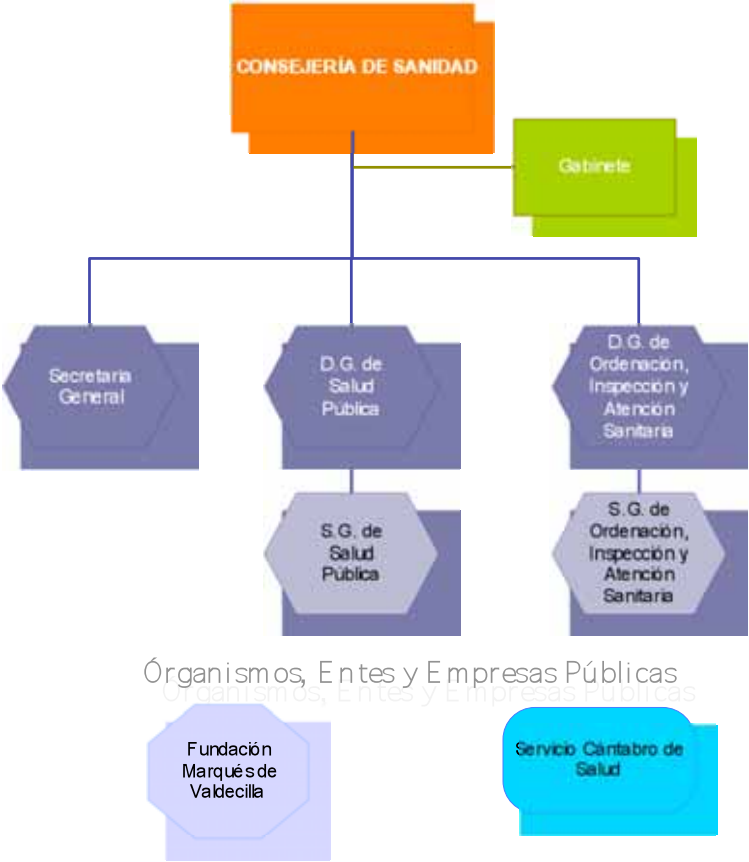 CONSEJERÍA DE SANIDAD
Gabinete
Secretaria
General
D.G. de
Salud
Pública
D.G. de
Ordenación,
Inspección y
Atención
Sanitaria
S.G. de
Salud
Pública
S.G. de
Ordenación,
Inspección y
Atención
Sanitaria
Órganismos, Entes y Empresas Públicas
Fundación
Marqués de
Valdecilla
Servicio Cántabro de
Salud